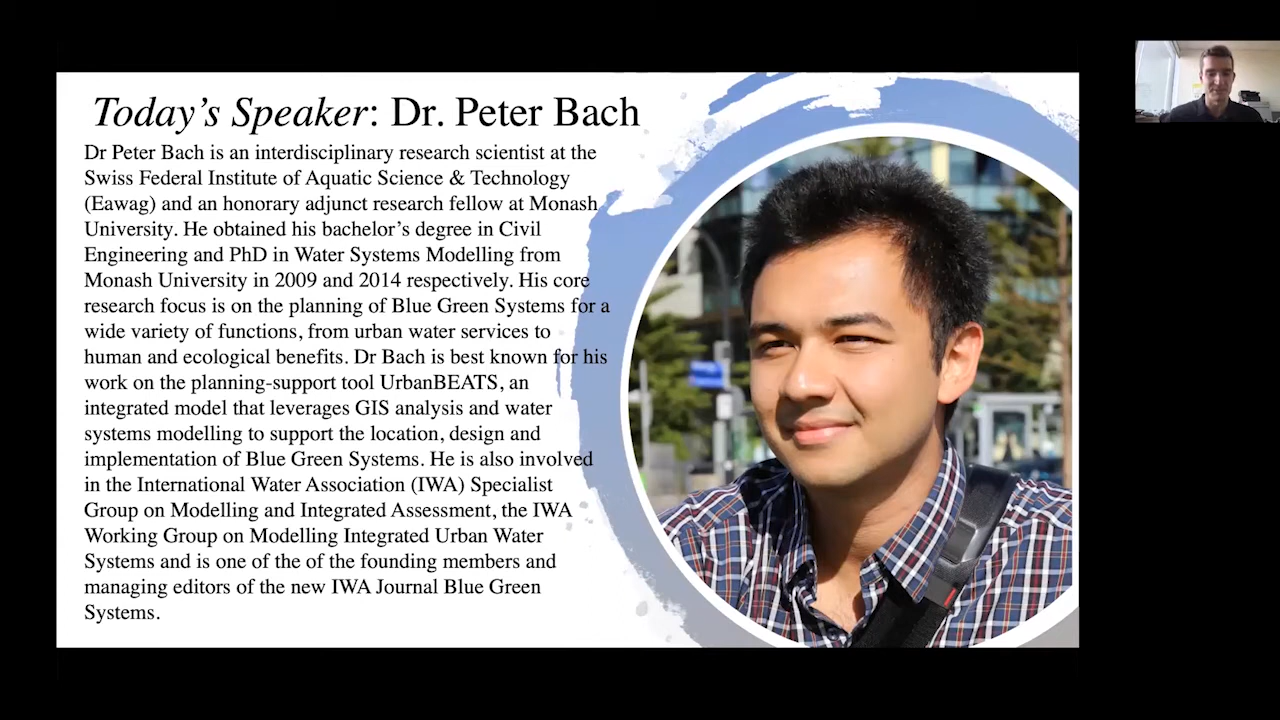 Today's Speaker: Dr. Peter Bach
Dr Peter Bach is an interdisciplinary research scientist at the
Swiss Federal Institute of Aquatic Science & Technology
(Eawag) and an honorary adjunct research fellow at Monash
University. He obtained his bachelor's degree in Civil
Engineering and PhD in Water Systems Modelling from
Monash University in 2009 and 2014 respectively. His core
research focus is on the planning of Blue Green Systems for a
wide variety of functions, from urban water services to
human and ecological benefits. Dr Bach is best known for his
work on the planning-support tool UrbanBEATS, an
integrated model that leverages GIS analysis and water
systems modelling to support the location, design and
implementation of Blue Green Systems. He is also involved
in the International Water Association (IWA) Specialist
Group on Modelling and Integrated Assessment, the IWA
Working Group on Modelling Integrated Urban Water
Systems and is one of the of the founding members and
managing editors of the new IWA Journal Blue Green
Systems.